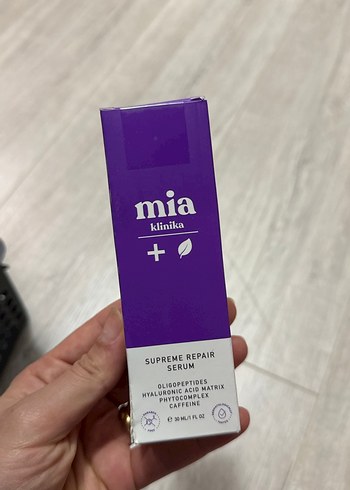 mia
klinika
SUPREME REPAIR
SERUM
OLIGOPEPTIDES
HYALURONIC ACID MATRIX
PHYTOCOMPLEX
CAFFEINE
℮ 30 ML/1 FL OZ